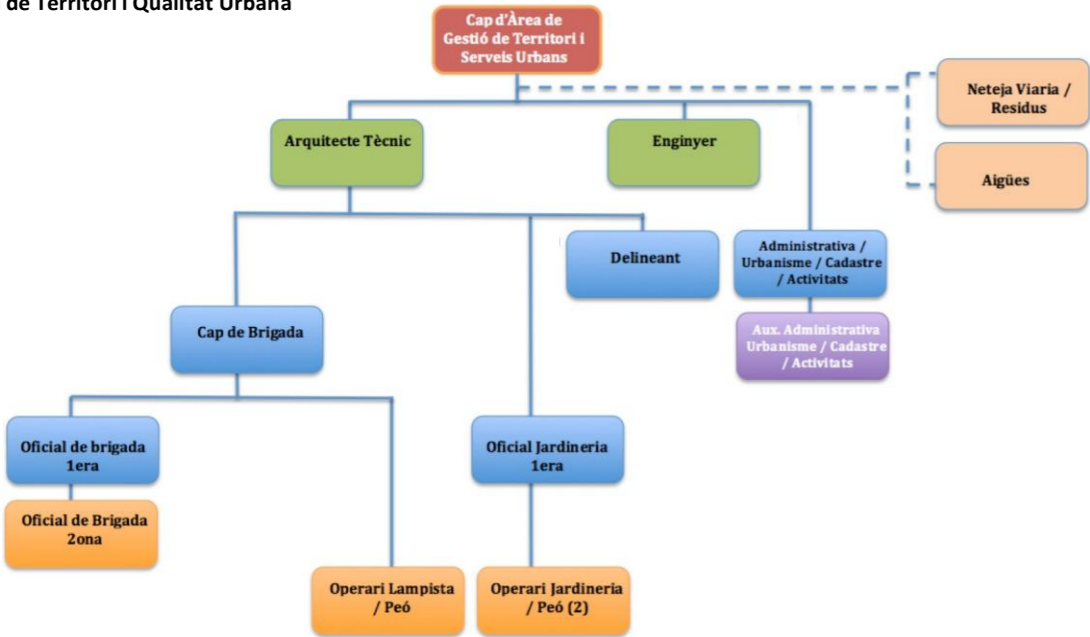 de Territori i Qualitat Urbana
Cap d'Àrea de
Gestió de Territori i
Serveis Urbans
Neteja Viaria /
Residus
Arquitecte Tècnic
Enginyer
Aigües
Delineant
Administrativa /
Urbanisme / Cadastre
/ Activitats
Cap de Brigada
Aux. Administrativa
Urbanisme / Cadastre
/ Activitats
Oficial de brigada
1era
Oficial Jardineria
1era
Oficial de Brigada
2ona
Operari Lampista
/ Peó
Operari Jardineria
/ Peó (2)